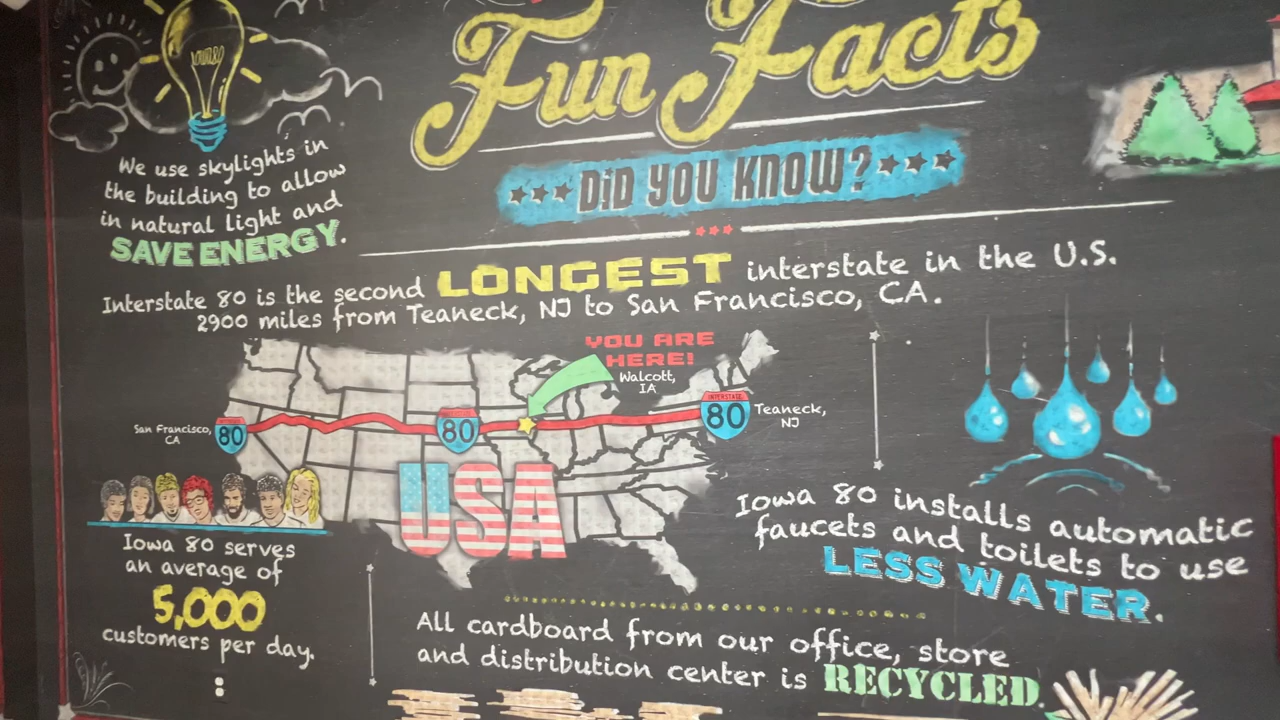 Fun Facts
DiD YOU KNOW?
We use skylights in
the building to allow
in natural light and
SAVE ENERGY.
Interstate 80 is the second LONGEST interstate in the U.S.
2900 miles from Teaneck, NJ to San Francisco, CA.
YOU ARE
HERE!
Walcott,
IA
San Francisco,
CA
80
80
INTERSTATE
80
Teaneck,
NJ
USA
Iowa 80 serves
an average of
5,000
customers per day.
Iowa 80 installs automatic
faucets and toilets to use
LESS WATER.
All cardboard from our office, store
and distribution center is RECYCLED.